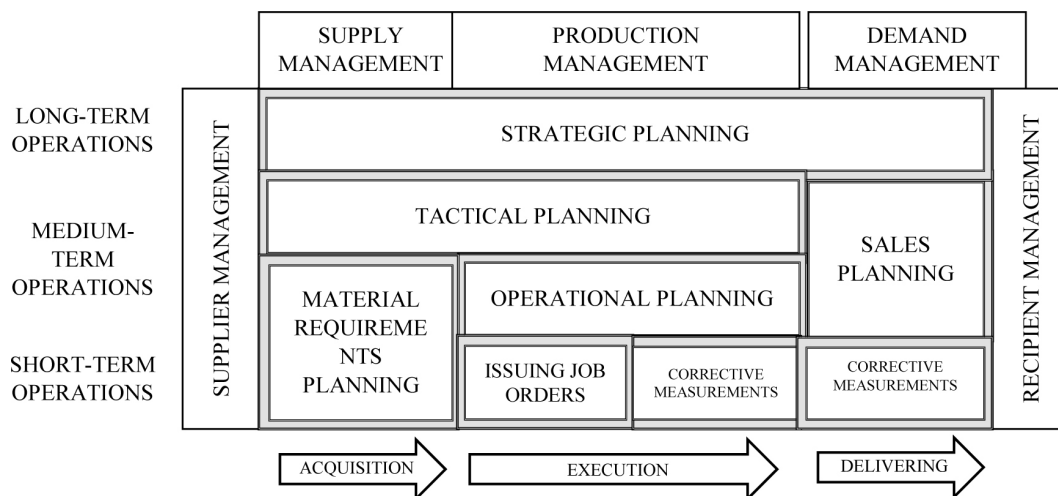 SUPPLY
MANAGEMENT
PRODUCTION
MANAGEMENT
DEMAND
MANAGEMENT
LONG-TERM
OPERATIONS
MEDIUM-
TERM
OPERATIONS
SHORT-TERM
OPERATIONS
SUPPLIER MANAGEMENT
STRATEGIC PLANNING
TACTICAL PLANNING
SALES
PLANNING
MATERIAL
REQUIREME
NTS
PLANNING
OPERATIONAL PLANNING
ISSUING JOB
ORDERS
CORRECTIVE
MEASUREMENTS
CORRECTIVE
MEASUREMENTS
RECIPIENT MANAGEMENT
ACQUISITION
EXECUTION
DELIVERING